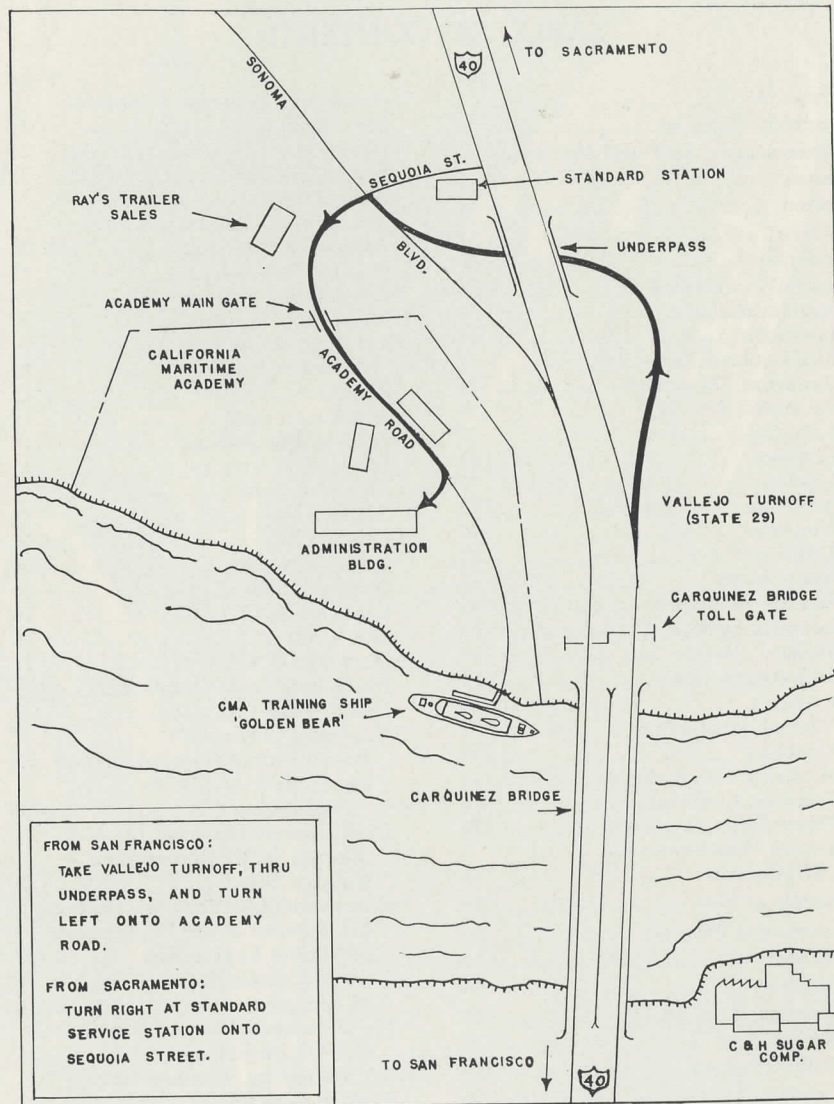 40
TO SACRAMENTO
SONOMA
BLVD.
SEQUOIA ST.
STANDARD STATION
RAY'S TRAILER
SALES
UNDERPASS
ACADEMY MAIN GATE
CALIFORNIA
MARITIME
ACADEMY
ACADEMY
ROAD
VALLEJO TURNOFF
(STATE 29)
ADMINISTRATION
BLDG.
CARQUINEZ BRIDGE
TOLL GATE
CMA TRAINING SHIP
'GOLDEN BEAR'
CARQUINEZ BRIDGE
FROM SAN FRANCISCO:
TAKE VALLEJO TURNOFF, THRU
UNDERPASS, AND TURN
LEFT ONTO ACADEMY
ROAD.
FROM SACRAMENTO:
TURN RIGHT AT STANDARD
SERVICE STATION ONTO
SEQUOIA STREET.
C & H SUGAR
COMP.
TO SAN FRANCISCO
40